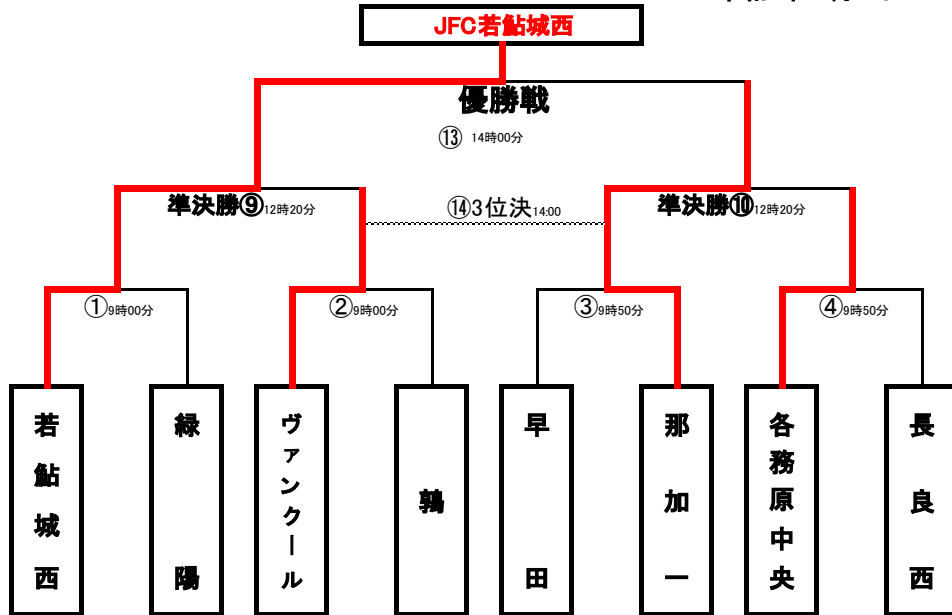 JFC若鮎城西
優勝戦
⑬ 14時00分
準決勝⑨12時20分
⑭3位決14:00
準決勝⑩12時20分
①9時00分
②9時00分
③9時50分
④9時50分
若鮎城西
緑陽
ヴァンクール
鶉
早田
那加一
各務原中央
長良西